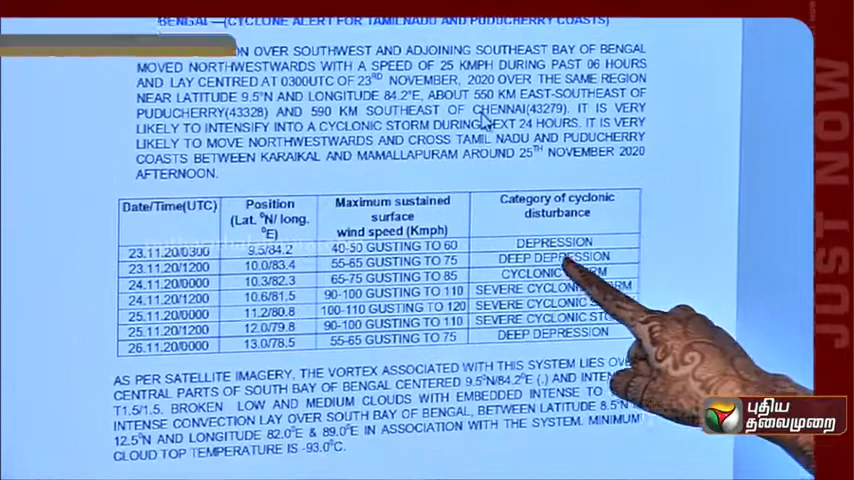 BENGAL –(CYCLONE ALERT FOR TAMILNADU AND PUDUCHERRY COASTS)
ON OVER SOUTHWEST AND ADJOINING SOUTHEAST BAY OF BENGAL
MOVED NORTHWESTWARDS WITH A SPEED OF 25 KMPH DURING PAST 06 HOURS
AND LAY CENTRED AT 0300UTC OF 23RD NOVEMBER, 2020 OVER THE SAME REGION
NEAR LATITUDE 9.5°N AND LONGITUDE 84.2°E, ABOUT 550 KM EAST-SOUTHEAST OF
PUDUCHERRY(43328) AND 590 KM SOUTHEAST OF CHENNAI(43279). IT IS VERY
LIKELY TO INTENSIFY INTO A CYCLONIC STORM DURING NEXT 24 HOURS. IT IS VERY
LIKELY TO MOVE NORTHWESTWARDS AND CROSS TAMIL NADU AND PUDUCHERRY
COASTS BETWEEN KARAIKAL AND MAMALLAPURAM AROUND 25TH NOVEMBER 2020
AFTERNOON.
Date/Time(UTC) Position (Lat. °N/ long. °E) Maximum sustained surface wind speed (Kmph) Category of cyclonic disturbance
23.11.20/0300 9.5/84.2 40-50 GUSTING TO 60 DEPRESSION
23.11.20/1200 10.0/83.4 55-65 GUSTING TO 75 DEEP DEPRESSION
24.11.20/0000 10.3/82.3 65-75 GUSTING TO 85 CYCLONIC
24.11.20/1200 10.6/81.5 90-100 GUSTING TO 110 SEVERE CYCLONIC
25.11.20/0000 11.2/80.8 100-110 GUSTING TO 120 SEVERE CYCLONIC
25.11.20/1200 12.0/79.8 90-100 GUSTING TO 110 SEVERE CYCLONIC
26.11.20/0000 13.0/78.5 55-65 GUSTING TO 75 DEEP DEPRESSION
AS PER SATELLITE IMAGERY, THE VORTEX ASSOCIATED WITH THIS SYSTEM LIES
CENTRAL PARTS OF SOUTH BAY OF BENGAL CENTERED 9.5°N/84.2°E (.) AND
T1.5/1.5. BROKEN LOW AND MEDIUM CLOUDS WITH EMBEDDED INTENSE TO
INTENSE CONVECTION LAY OVER SOUTH BAY OF BENGAL, BETWEEN LATITUDE 8.5°N
12.5°N AND LONGITUDE 82.0°E & 89.0°E IN ASSOCIATION WITH THE SYSTEM. MINIMUM
CLOUD TOP TEMPERATURE IS -93.0°C.
JUST NOW
புதிய
தலைமுறை